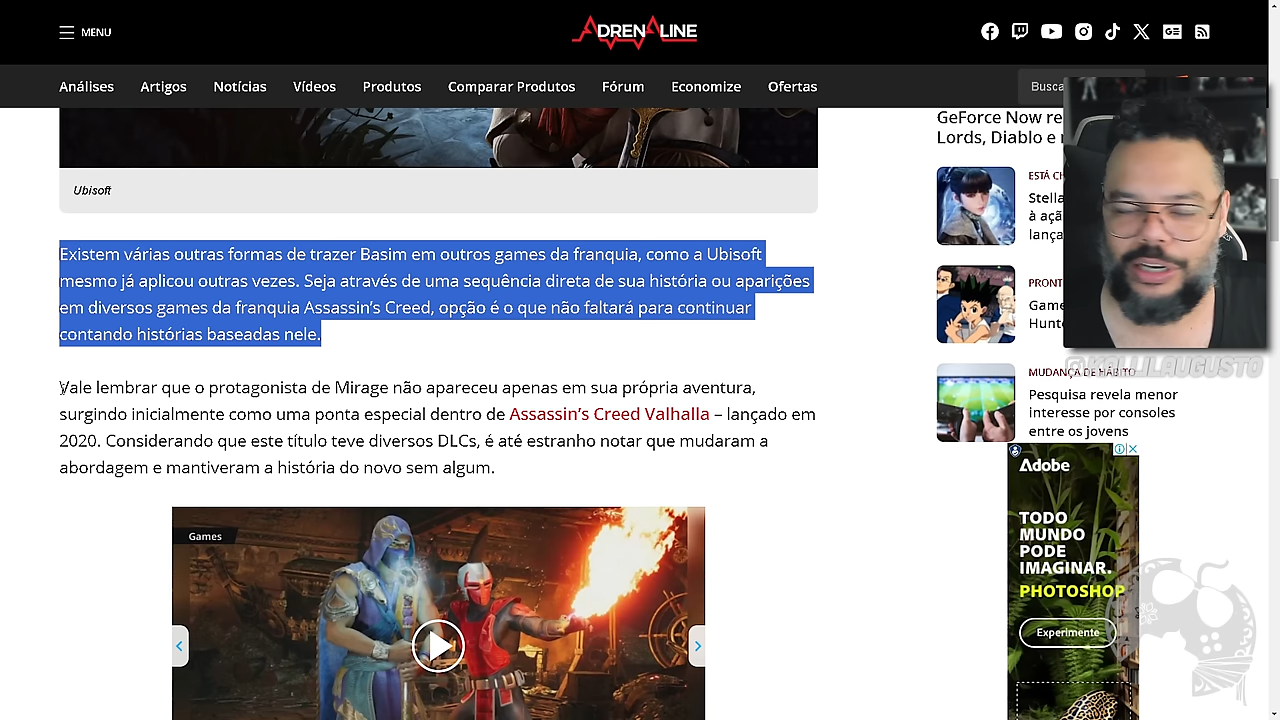 MENU
ADRENALINE
Análises
Artigos
Notícias
Vídeos
Produtos
Comparar Produtos
Fórum
Economize
Ofertas
Busca
Ubisoft
Existem várias outras formas de trazer Basim em outros games da franquia, como a Ubisoft
mesmo já aplicou outras vezes. Seja através de uma sequência direta de sua história ou aparições
em diversos games da franquia Assassin’s Creed, opção é o que não faltará para continuar
contando histórias baseadas nele.
Vale lembrar que o protagonista de Mirage não apareceu apenas em sua própria aventura,
surgindo inicialmente como uma ponta especial dentro de Assassin’s Creed Valhalla – lançado em
2020. Considerando que este título teve diversos DLCs, é até estranho notar que mudaram a
abordagem e mantiveram a história do novo sem algum.
Games
GeForce Now re
Lords, Diablo e
ESTÁ CH
Stella
à açã
lança
PRONT
Game
Hunt
@KALLILAUGUSTO
MUDANÇA DE HÁBITO
Pesquisa revela menor
interesse por consoles
entre os jovens
Adobe
TODO
MUNDO
PODE
IMAGINAR.
PHOTOSHOP
Experimente